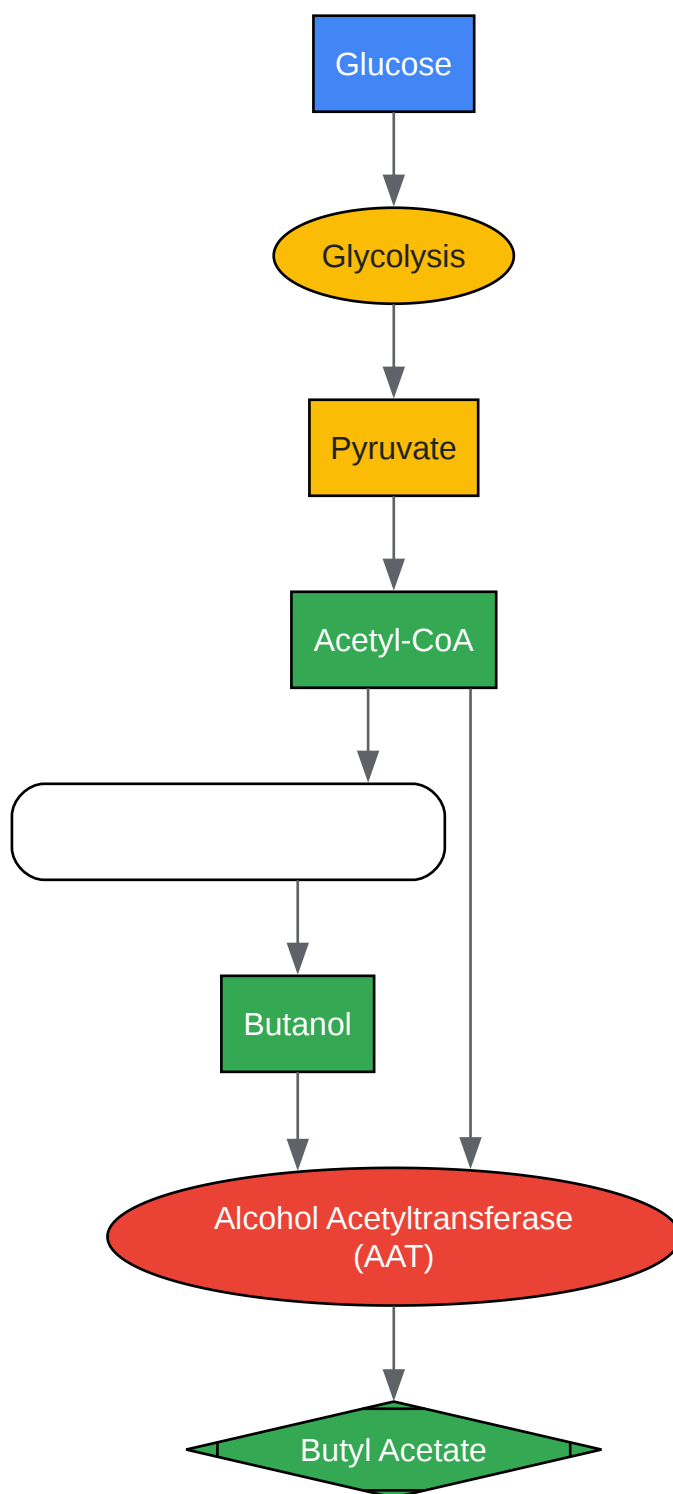 Glucose
Glycolysis
Pyruvate
Acetyl-CoA
Butanol
Alcohol Acetyltransferase
(AAT)
Butyl Acetate